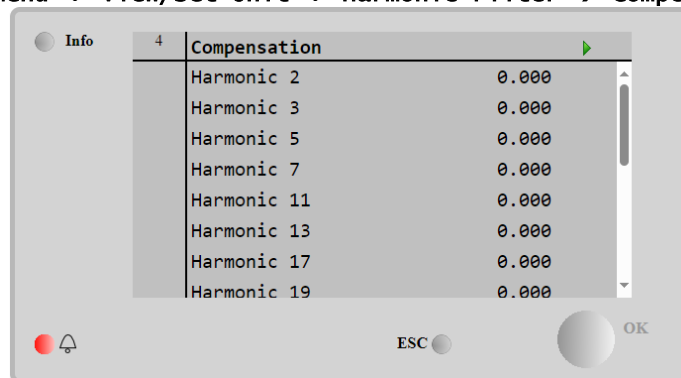 Info
4 Compensation
Harmonic 2 0.000
Harmonic 3 0.000
Harmonic 5 0.000
Harmonic 7 0.000
Harmonic 11 0.000
Harmonic 13 0.000
Harmonic 17 0.000
Harmonic 19 0.000
ESC
OK